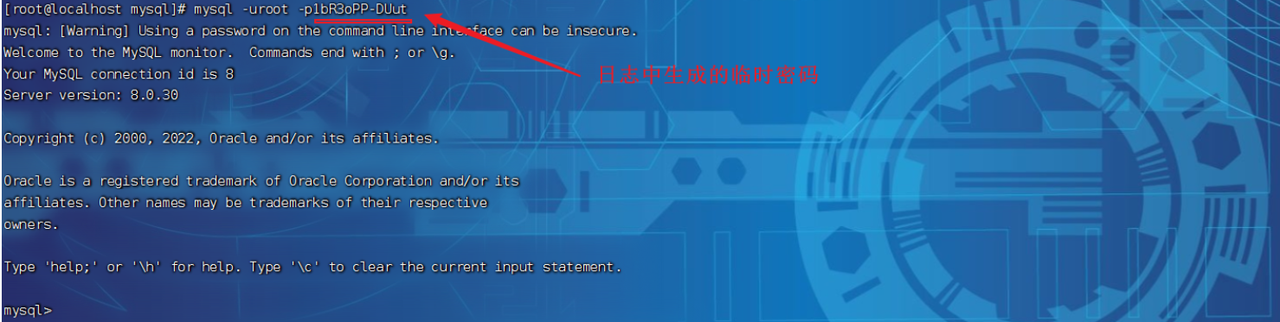 [root@localhost mysql]# mysql -uroot -p1bR3oPP-DUut
mysql: [Warning] Using a password on the command line interface can be insecure.
Welcome to the MySQL monitor.  Commands end with ; or \g.
Your MySQL connection id is 8
日志中生成的临时密码
Server version: 8.0.30
Copyright (c) 2000, 2022, Oracle and/or its affiliates.
Oracle is a registered trademark of Oracle Corporation and/or its
affiliates. Other names may be trademarks of their respective
owners.
Type 'help;' or '\h' for help. Type '\c' to clear the current input statement.
mysql>